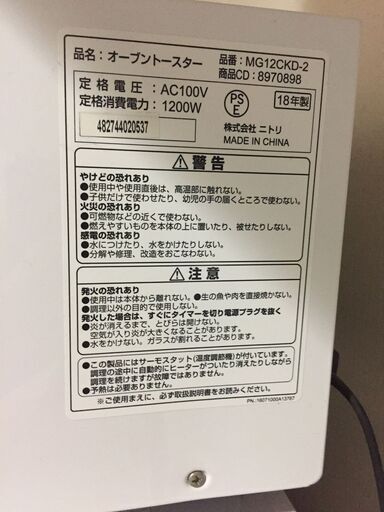 品名：オーブントースター
品番：MG12CKD-2
商品CD：8970898
定格電圧：AC100V
定格消費電力：1200W
PS
E
18年製
482744020537
株式会社 ニトリ
MADE IN CHINA
警告
やけどの恐れあり
●使用中や使用直後は、高温部に触れない。
●子供だけで使わせたり、幼児の手の届くところで使わない。
火災の恐れあり
●可燃物などの近くで使わない。
●燃えやすいものを本体の上に置いたり、被せたりしない。
感電の恐れあり
●水につけたり、水をかけたりしない。
●分解や修理、改造をおこなわない。
注意
発火の恐れあり
●使用中は本体から離れない。●生の魚や肉を直接焼かない。
●調理以外の目的で使用しない。
発火した場合は、すぐにタイマーを切り電源プラグを抜く
●炎が消えるまで、とびらは開けない。
空気が入り炎が大きくなることがあります。
●水をかけない。ガラスが割れることがあります。
●この製品にはサーモスタット(温度調節機)が付いています。
調理の途中に自動的にヒーターがついたり消えたりしながら
調理を続けますが故障ではありません。
●予熱は必要ありません。
●ご使用まえに、必ず取扱説明書をお読みください。
PN.:16071000A13767